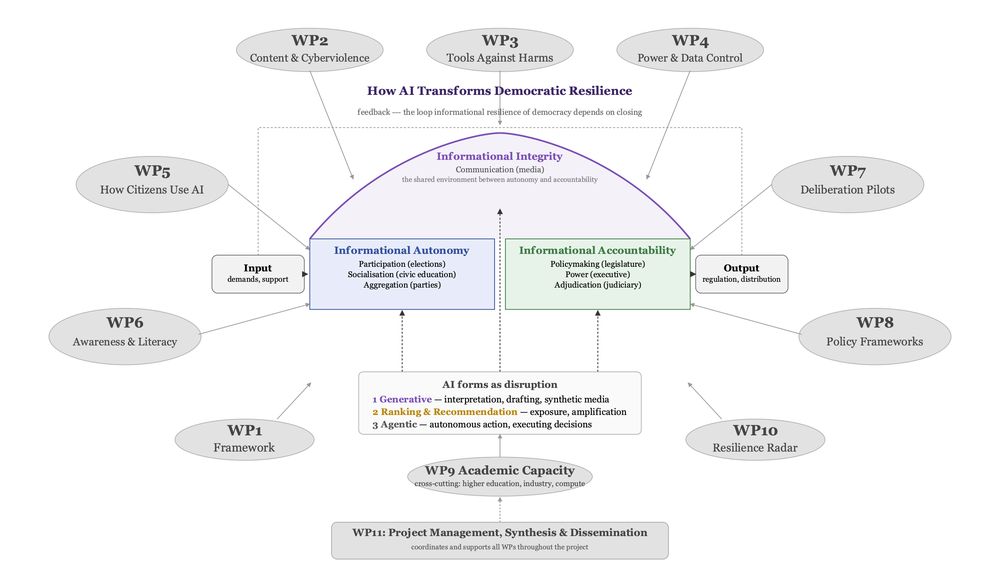 WP2
Content & Cyberviolence
WP3
Tools Against Harms
WP4
Power & Data Control
How AI Transforms Democratic Resilience
feedback --- the loop informational resilience of democracy depends on closing
WP5
How Citizens Use AI
Informational Integrity
Communication (media)
the shared environment between autonomy and accountability
WP7
Deliberation Pilots
Input
demands, support
Informational Autonomy
Participation (elections)
Socialisation (civic education)
Aggregation (parties)
Informational Accountability
Policymaking (legislature)
Power (executive)
Adjudication (judiciary)
Output
regulation, distribution
WP6
Awareness & Literacy
WP8
Policy Frameworks
AI forms as disruption
1 Generative — interpretation, drafting, synthetic media
2 Ranking & Recommendation — exposure, amplification
3 Agentic — autonomous action, executing decisions
WP1
Framework
WP10
Resilience Radar
WP9 Academic Capacity
cross-cutting: higher education, industry, compute
WP11: Project Management, Synthesis & Dissemination
coordinates and supports all WPs throughout the project